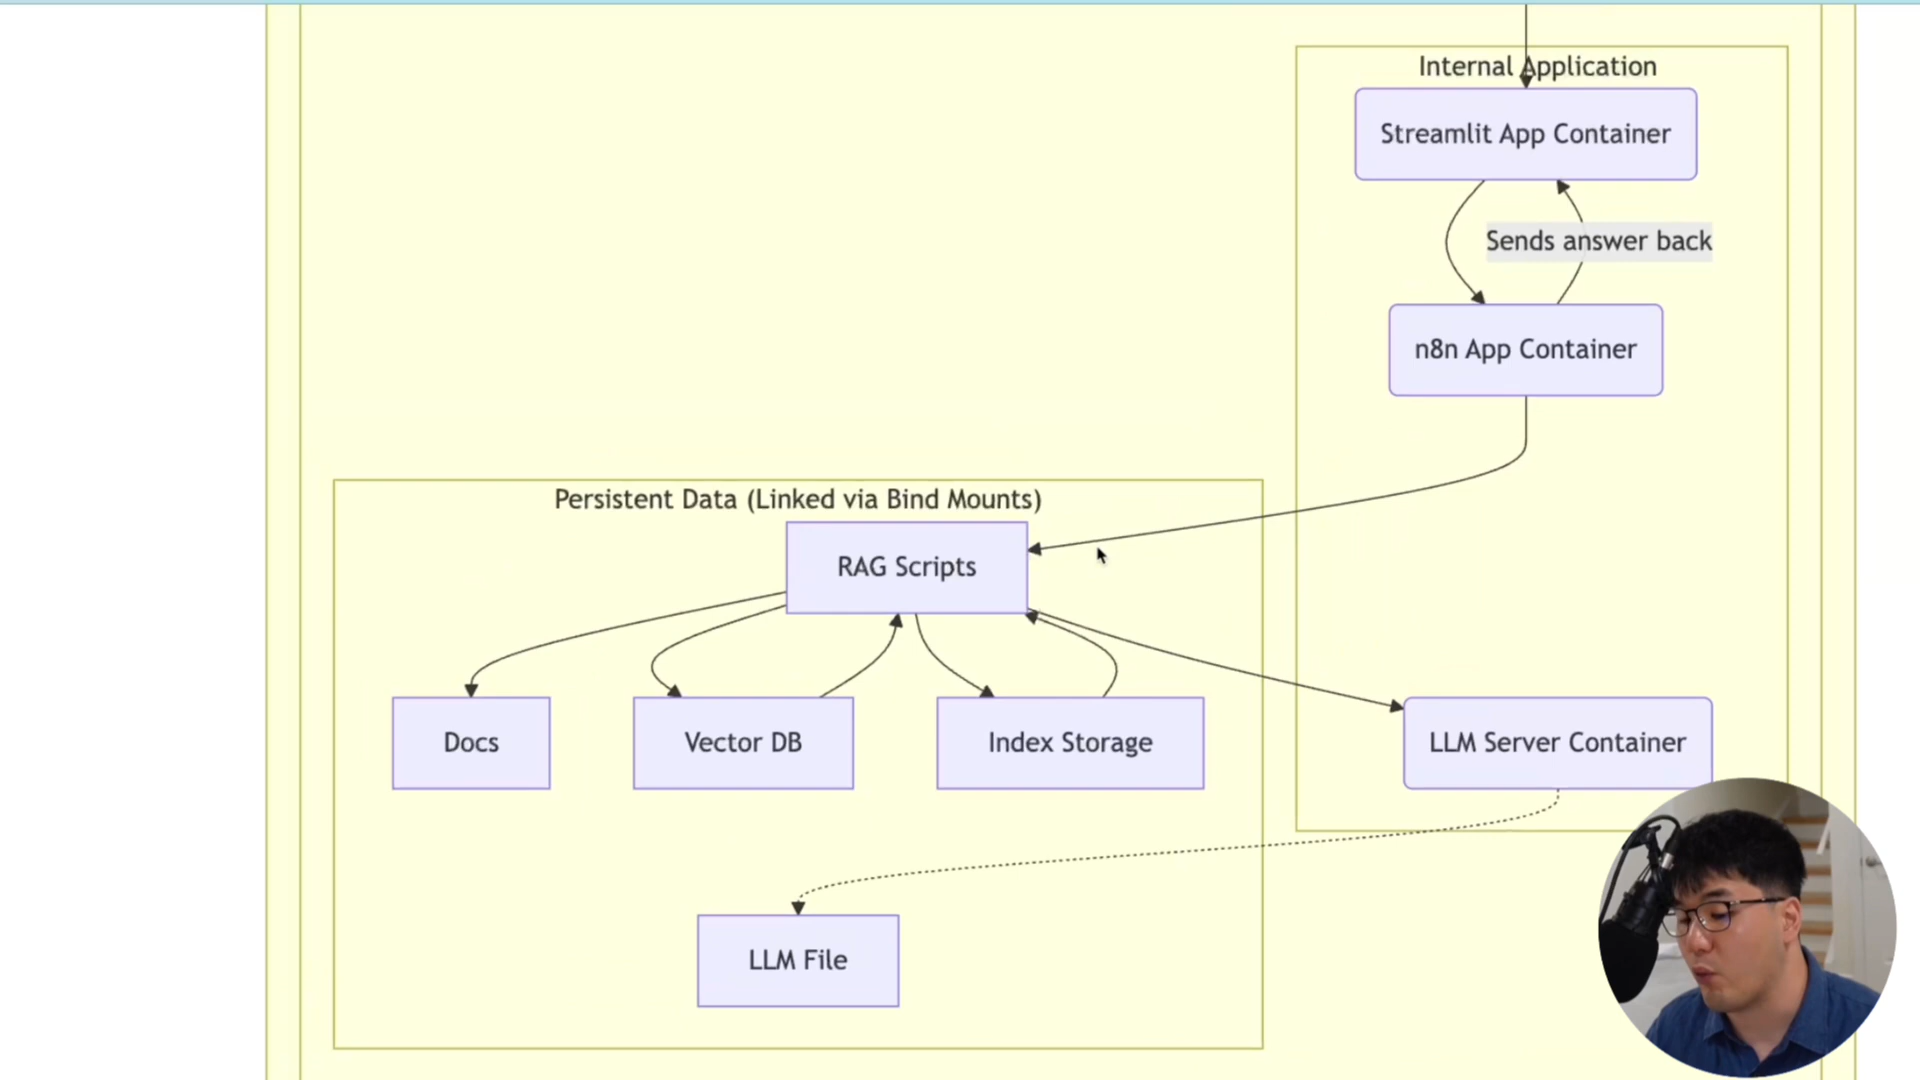 Internal Application
Streamlit App Container
Sends answer back
n8n App Container
Persistent Data (Linked via Bind Mounts)
RAG Scripts
Docs
Vector DB
Index Storage
LLM Server Container
LLM File